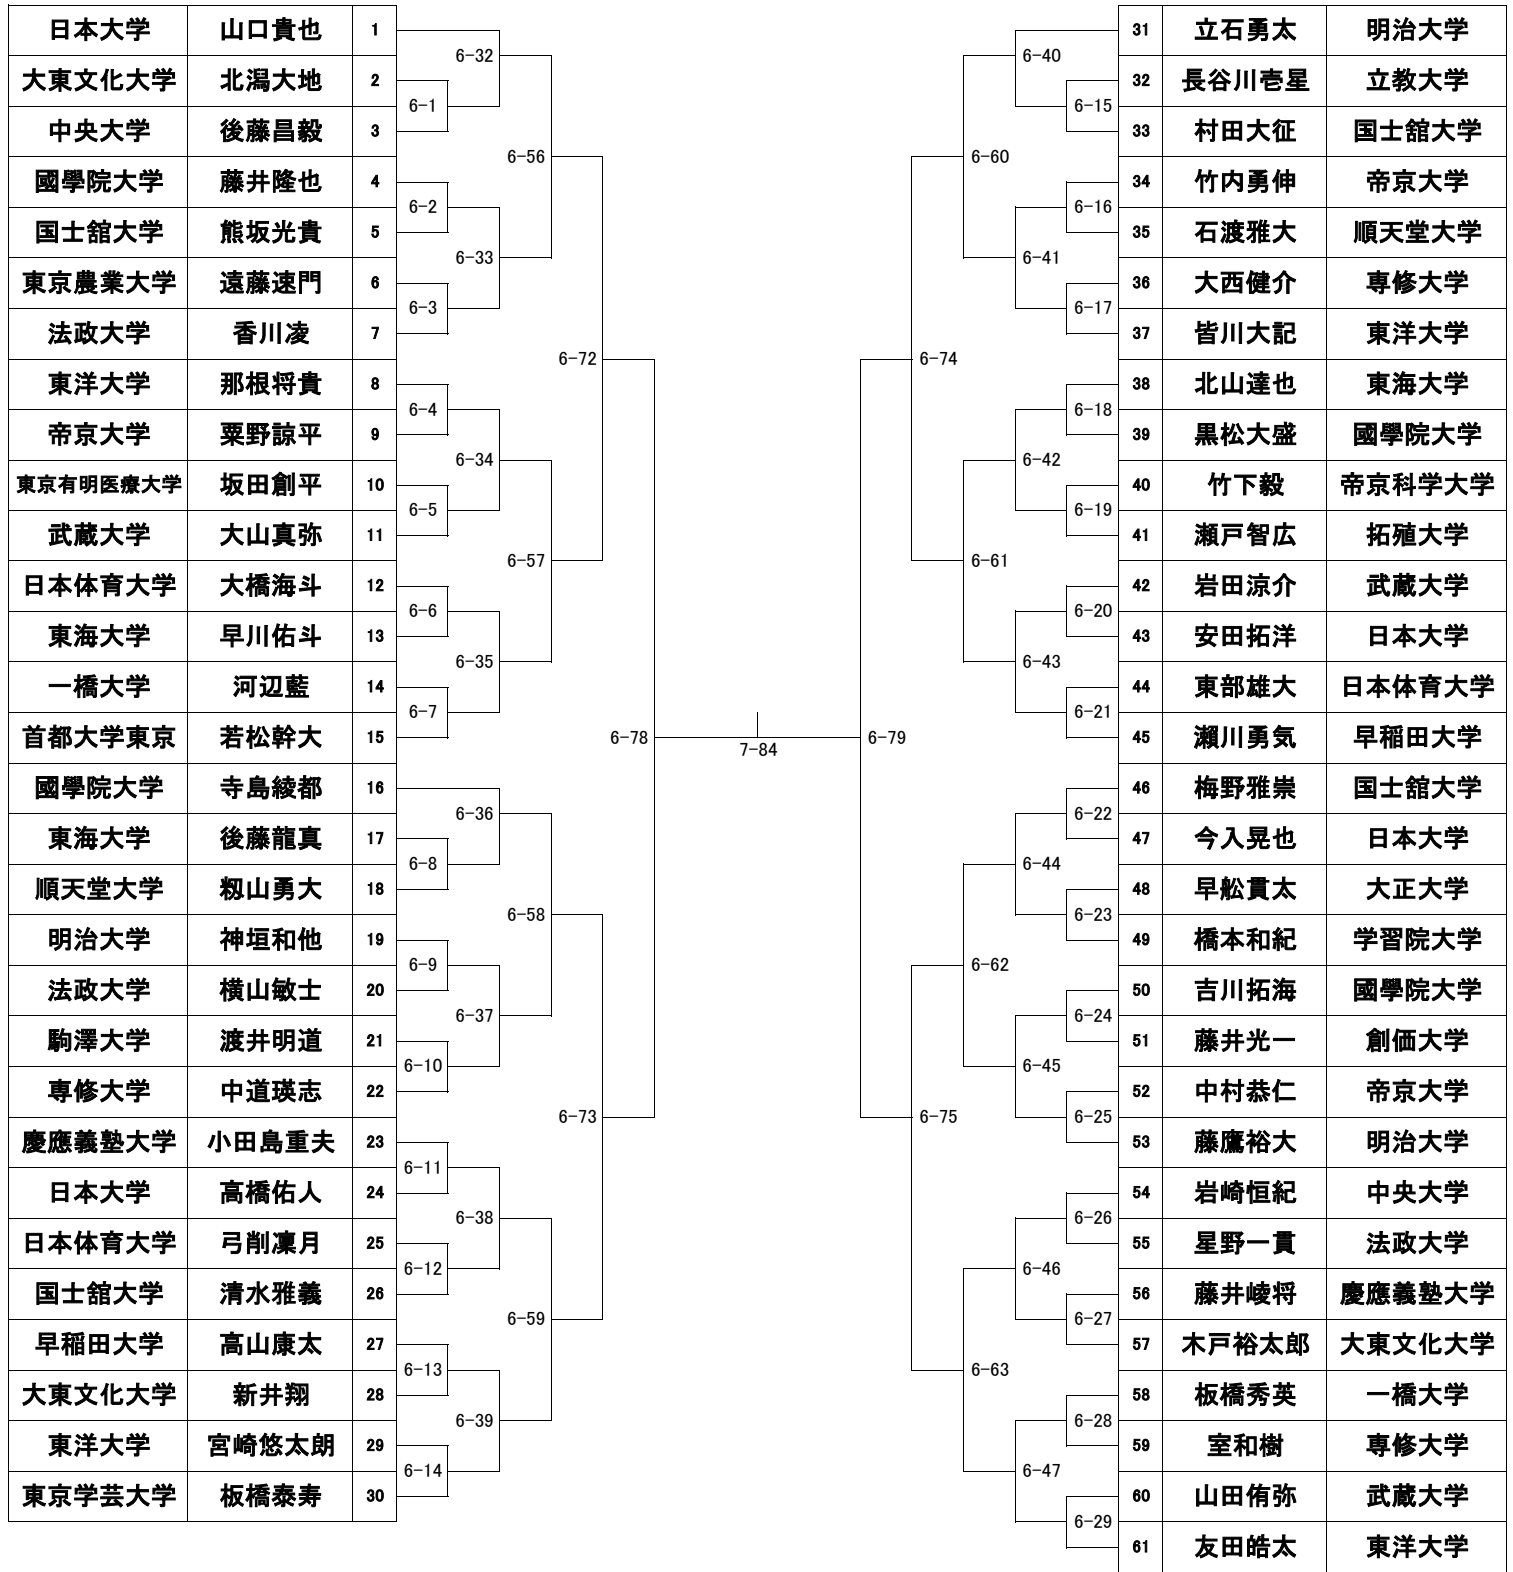 日本大学 山口貴也 1
大東文化大学 北潟大地 2
中央大学 後藤昌毅 3
國學院大学 藤井隆也 4
国士舘大学 熊坂光貴 5
東京農業大学 遠藤速門 6
法政大学 香川凌 7
東洋大学 那根将貴 8
帝京大学 粟野諒平 9
東京有明医療大学 坂田創平 10
武蔵大学 大山真弥 11
日本体育大学 大橋海斗 12
東海大学 早川佑斗 13
一橋大学 河辺藍 14
首都大学東京 若松幹大 15
國學院大学 寺島綾都 16
東海大学 後藤龍真 17
順天堂大学 籾山勇大 18
明治大学 神垣和他 19
法政大学 横山敏士 20
駒澤大学 渡井明道 21
専修大学 中道瑛志 22
慶應義塾大学 小田島重夫 23
日本大学 高橋佑人 24
日本体育大学 弓削凜月 25
国士舘大学 清水雅義 26
早稲田大学 高山康太 27
大東文化大学 新井翔 28
東洋大学 宮崎悠太朗 29
東京学芸大学 板橋泰寿 30
6-1
6-2
6-3
6-4
6-5
6-6
6-7
6-8
6-9
6-10
6-11
6-12
6-13
6-14
6-32
6-33
6-34
6-35
6-36
6-37
6-38
6-39
6-56
6-57
6-58
6-59
6-72
6-73
6-78
7-84
6-79
6-74
6-75
6-60
6-61
6-62
6-63
6-40
6-41
6-42
6-43
6-44
6-45
6-46
6-47
6-15
6-16
6-17
6-18
6-19
6-20
6-21
6-22
6-23
6-24
6-25
6-26
6-27
6-28
6-29
31 立石勇太 明治大学
32 長谷川壱星 立教大学
33 村田大征 国士舘大学
34 竹内勇伸 帝京大学
35 石渡雅大 順天堂大学
36 大西健介 専修大学
37 皆川大記 東洋大学
38 北山達也 東海大学
39 黒松大盛 國學院大学
40 竹下毅 帝京科学大学
41 瀬戸智広 拓殖大学
42 岩田涼介 武蔵大学
43 安田拓洋 日本大学
44 東部雄大 日本体育大学
45 瀬川勇気 早稲田大学
46 梅野雅崇 国士舘大学
47 今入晃也 日本大学
48 早舩貫太 大正大学
49 橋本和紀 学習院大学
50 吉川拓海 國學院大学
51 藤井光一 創価大学
52 中村恭仁 帝京大学
53 藤鷹裕大 明治大学
54 岩崎恒紀 中央大学
55 星野一貫 法政大学
56 藤井崚将 慶應義塾大学
57 木戸裕太郎 大東文化大学
58 板橋秀英 一橋大学
59 室和樹 専修大学
60 山田侑弥 武蔵大学
61 友田皓太 東洋大学